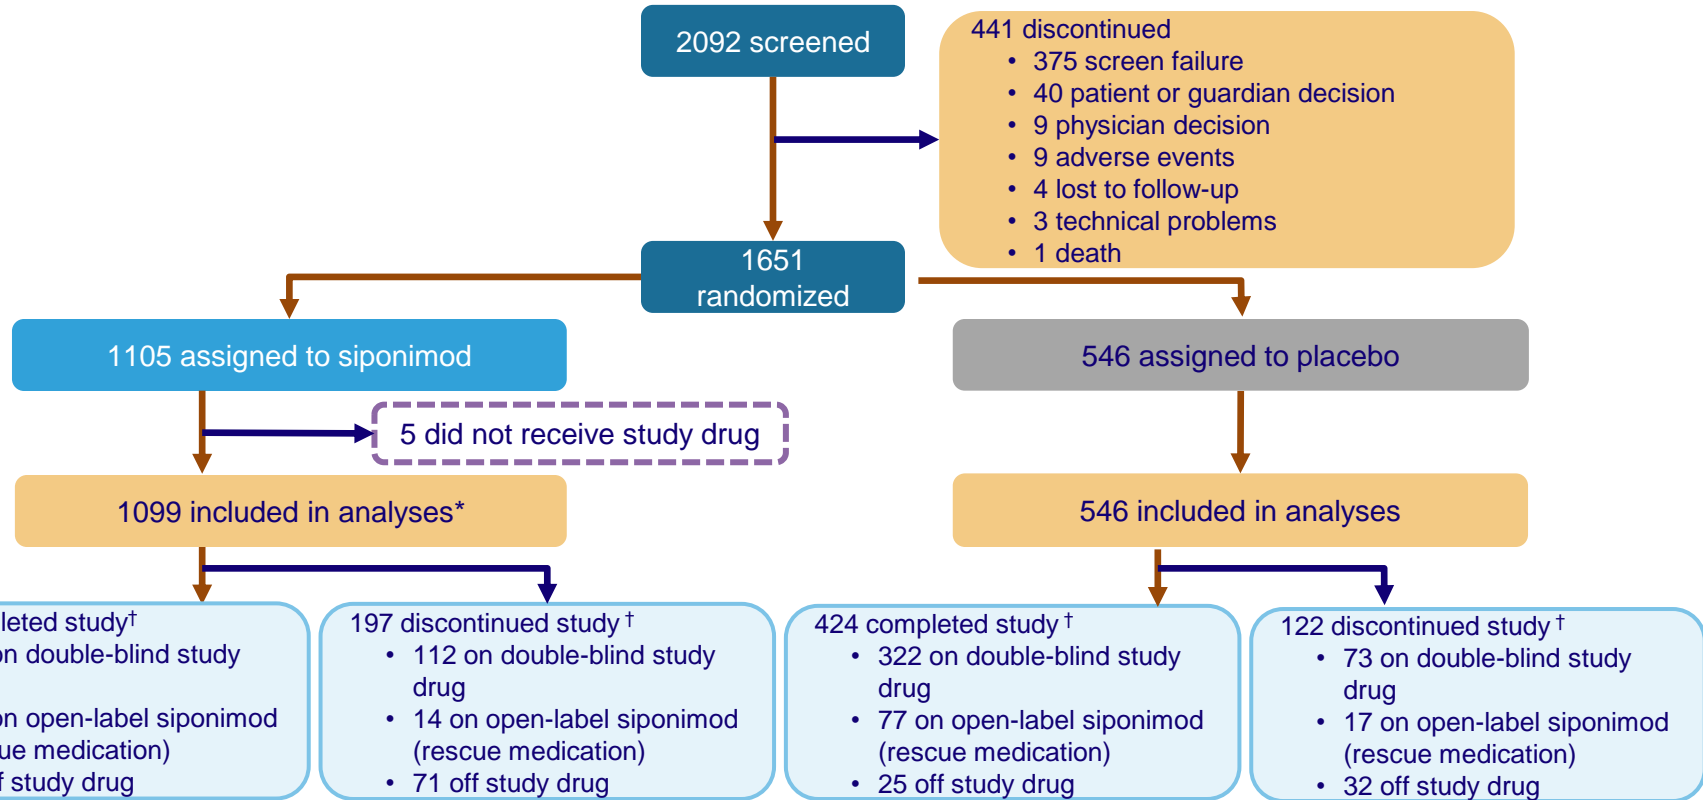 2092 screened
441 discontinued
• 375 screen failure
• 40 patient or guardian decision
• 9 physician decision
• 9 adverse events
• 4 lost to follow-up
• 3 technical problems
• 1 death
1651
randomized
1105 assigned to siponimod
546 assigned to placebo
5 did not receive study drug
1099 included in analyses*
546 included in analyses
study†
on double-blind study
on open-label siponimod
medication)
study drug
197 discontinued study †
• 112 on double-blind study
drug
• 14 on open-label siponimod
(rescue medication)
• 71 off study drug
424 completed study †
• 322 on double-blind study
drug
• 77 on open-label siponimod
(rescue medication)
• 25 off study drug
122 discontinued study †
• 73 on double-blind study
drug
• 17 on open-label siponimod
(rescue medication)
• 32 off study drug